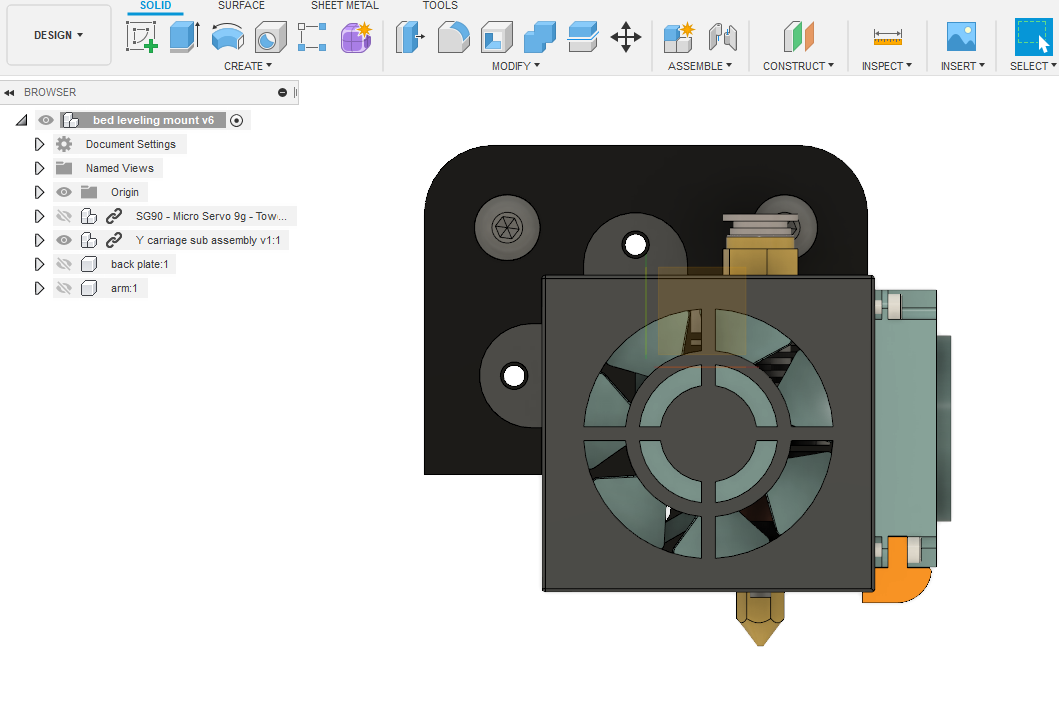 SOLID SURFACE SHEET METAL TOOLS
DESIGN
CREATE MODIFY ASSEMBLE CONSTRUCT INSPECT INSERT SELECT
BROWSER
bed leveling mount v6
Document Settings
Named Views
Origin
SG90 - Micro Servo 9g - Tow...
Y carriage sub assembly v1:1
back plate:1
arm:1